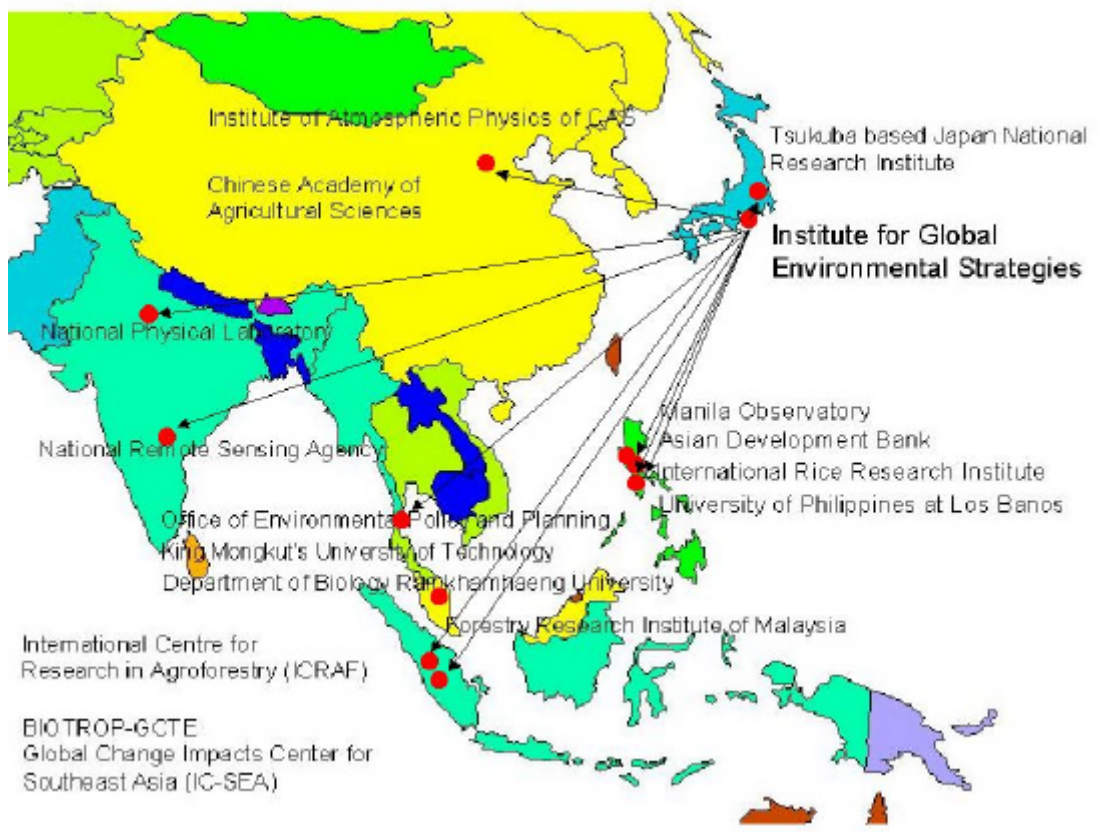 Institute of Atmospheric Physics of CAS
Tsukuba based Japan National
Research Institute
Chinese Academy of
Agricultural Sciences
Institute for Global
Environmental Strategies
National Physical Laboratory
Manila Observatory
Asian Development Bank
National Remote Sensing Agency
International Rice Research Institute
University of Philippines at Los Banos
Office of Environmental Policy and Planning
King Mongkut's University of Technology
Department of Biology Ramkhamhaeng University
Forestry Research Institute of Malaysia
International Centre for
Research in Agroforestry (ICRAF)
BIOTROP-GCTE
Global Change Impacts Center for
Southeast Asia (IC-SEA)